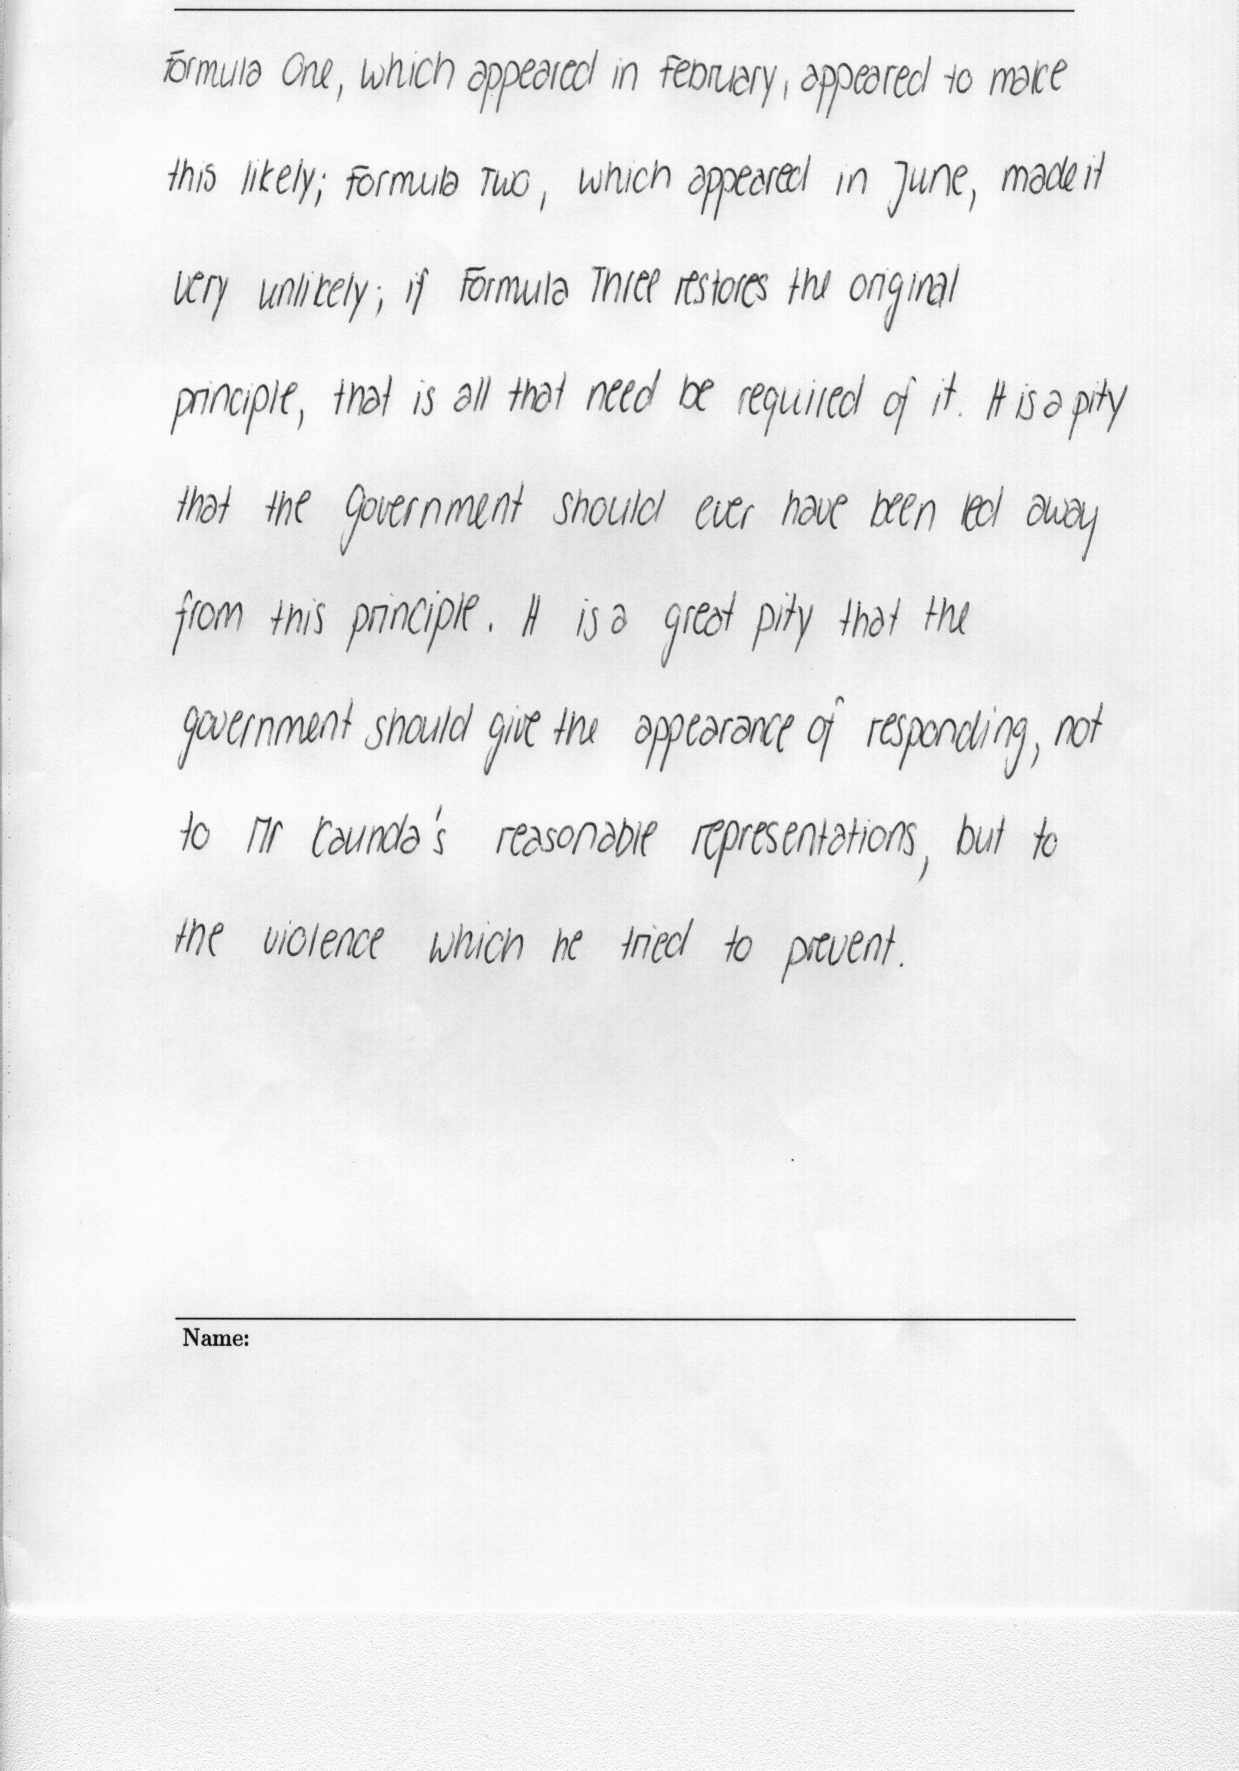 Formula One, which appeared in February, appeared to make
this likely; Formula Two, which appeared in June, made it
very unlikely; if Formula Three restores the original
principle, that is all that need be required of it. It is a pity
that the government should ever have been led away
from this principle. It is a great pity that the
government should give the appearance of responding, not
to Mr Kaunda's reasonable representations, but to
the violence which he tried to prevent.
Name: